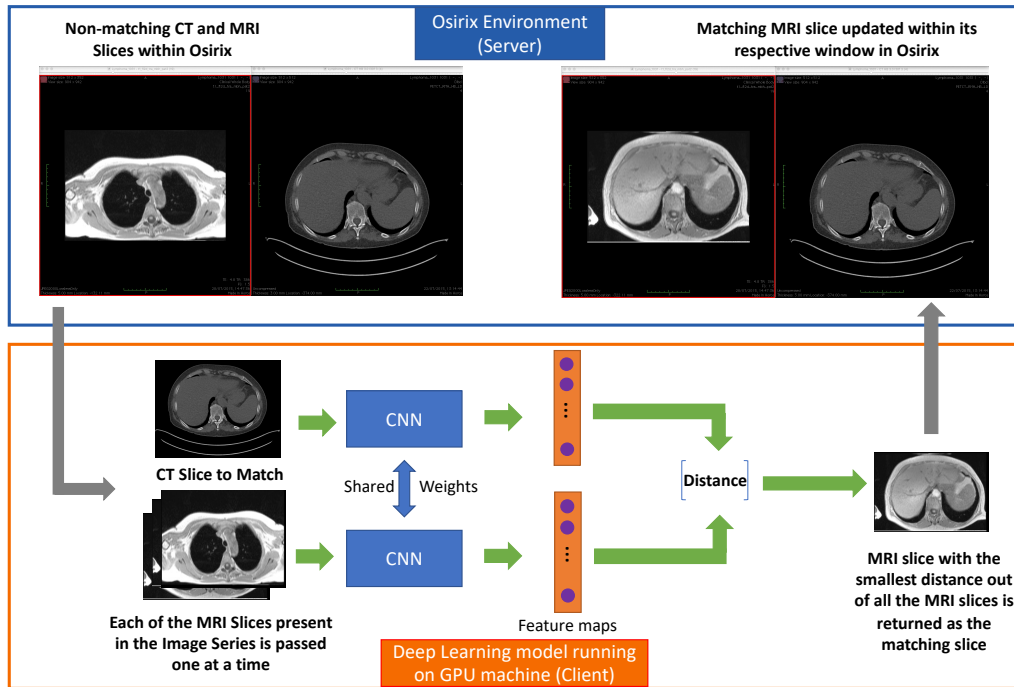 Non-matching CT and MRI
Slices within Osirix
Osirix Environment
(Server)
Matching MRI slice updated within its
respective window in Osirix
CT Slice to Match
CNN
Shared Weights
CNN
[Distance]
Each of the MRI Slices present
in the Image Series is passed
one at a time
Feature maps
MRI slice with the
smallest distance out
of all the MRI slices is
returned as the
matching slice
Deep Learning model running
on GPU machine (Client)